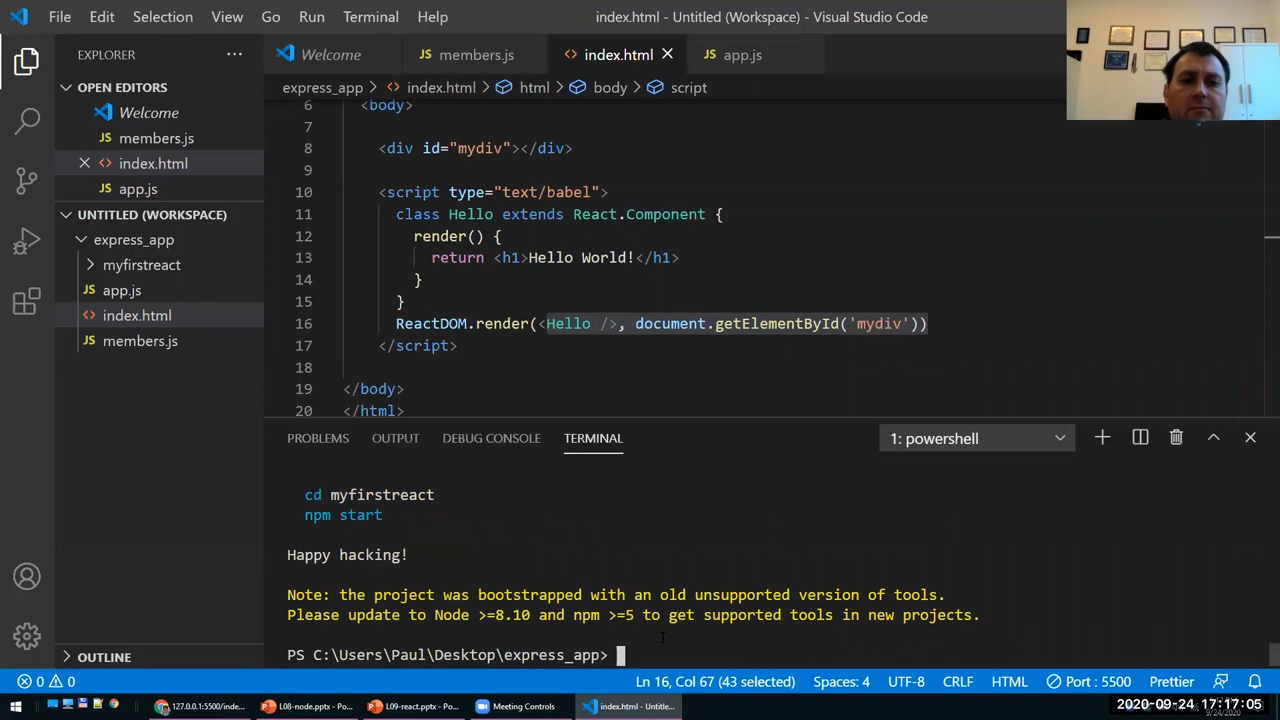 File Edit Selection View Go Run Terminal Help
index.html - Untitled (Workspace) - Visual Studio Code
EXPLORER
OPEN EDITORS
Welcome
members.js
index.html
app.js
UNTITLED (WORKSPACE)
express_app
myfirstreact
app.js
index.html
members.js
OUTLINE
Welcome members.js index.html app.js
express_app > index.html > html > body > script
6 <body>
7
8 <div id="mydiv"></div>
9
10 <script type="text/babel">
11 class Hello extends React.Component {
12 render() {
13 return <h1>Hello World!</h1>
14 }
15 }
16 ReactDOM.render(<Hello />, document.getElementById('mydiv'))
17 </script>
18
19 </body>
20 </html>
PROBLEMS OUTPUT DEBUG CONSOLE TERMINAL 1: powershell
cd myfirstreact
npm start
Happy hacking!
Note: the project was bootstrapped with an old unsupported version of tools.
Please update to Node >=8.10 and npm >=5 to get supported tools in new projects.
PS C:\Users\Paul\Desktop\express_app>
0 0 Ln 16, Col 67 (43 selected) Spaces: 4 UTF-8 CRLF HTML Port : 5500 Prettier
127.0.0.1:5500/inde... L08-node.pptx - Po... L09-react.pptx - Po... Meeting Controls index.html - Untitle...
2020-09-24 17:17:05
9/24/2020